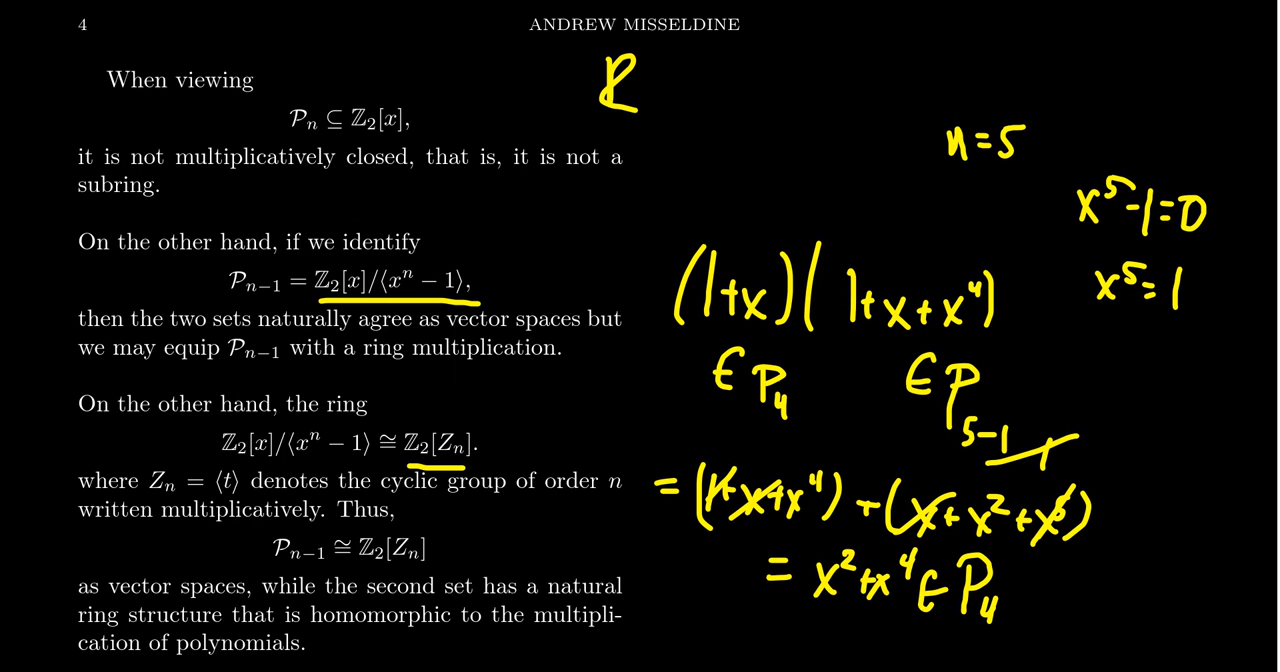 4 ANDREW MISSELDINE
When viewing
𝒫ₙ ⊆ ℤ₂[x],
it is not multiplicatively closed, that is, it is not a
subring.
On the other hand, if we identify
𝒫ₙ₋₁ = ℤ₂[x]/⟨xⁿ − 1⟩,
then the two sets naturally agree as vector spaces but
we may equip 𝒫ₙ₋₁ with a ring multiplication.
On the other hand, the ring
ℤ₂[x]/⟨xⁿ − 1⟩ ≅ ℤ₂[Zₙ].
where Zₙ = ⟨t⟩ denotes the cyclic group of order n
written multiplicatively. Thus,
𝒫ₙ₋₁ ≅ ℤ₂[Zₙ]
as vector spaces, while the second set has a natural
ring structure that is homomorphic to the multipli-
cation of polynomials.
n=5
x⁵-1=0
x⁵=1
(1+x)(1+x+x⁴)
∈ P₄ ∈ P₅₋₁
= (1+x+x⁴) + (x+x²+x⁵)
= x²+x⁴ ∈ P₄